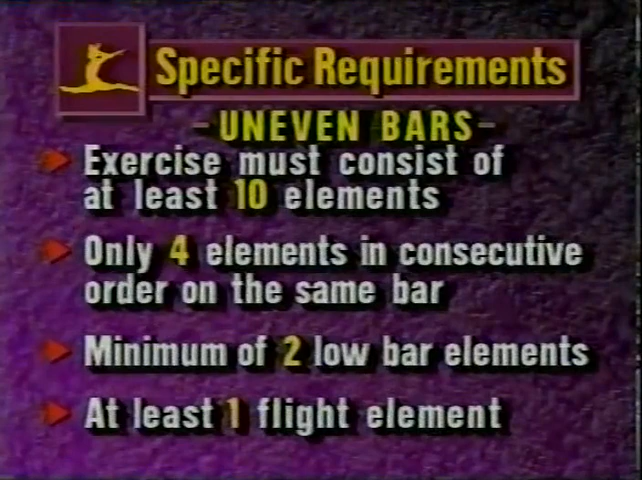 Specific Requirements
-UNEVEN BARS-
Exercise must consist of
at least 10 elements
Only 4 elements in consecutive
order on the same bar
Minimum of 2 low bar elements
At least 1 flight element